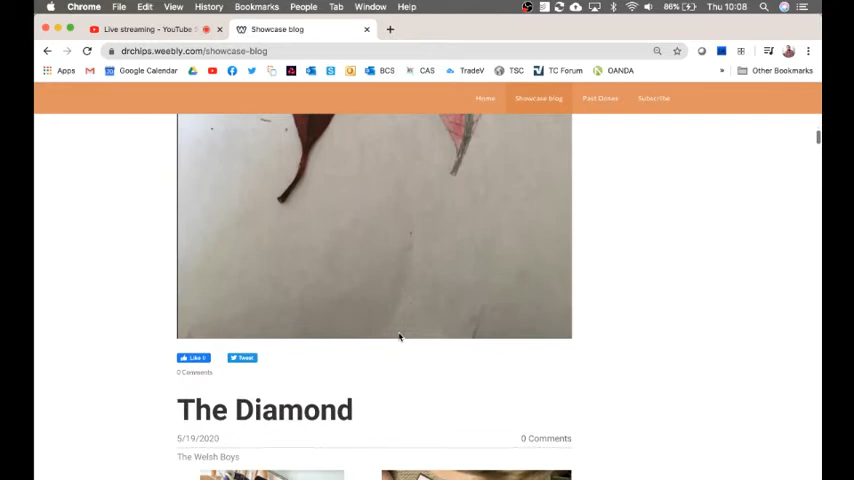 Chrome File Edit View History Bookmarks People Tab Window Help 86% Thu 10:08
Live streaming - YouTube Showcase blog
drchips.weebly.com/showcase-blog
Apps Google Calendar BCS CAS TradeV TSC TC Forum OANDA » Other Bookmarks
Home Showcase blog Past Doses Subscribe
Like 0 Tweet
0 Comments
The Diamond
5/19/2020 0 Comments
The Welsh Boys